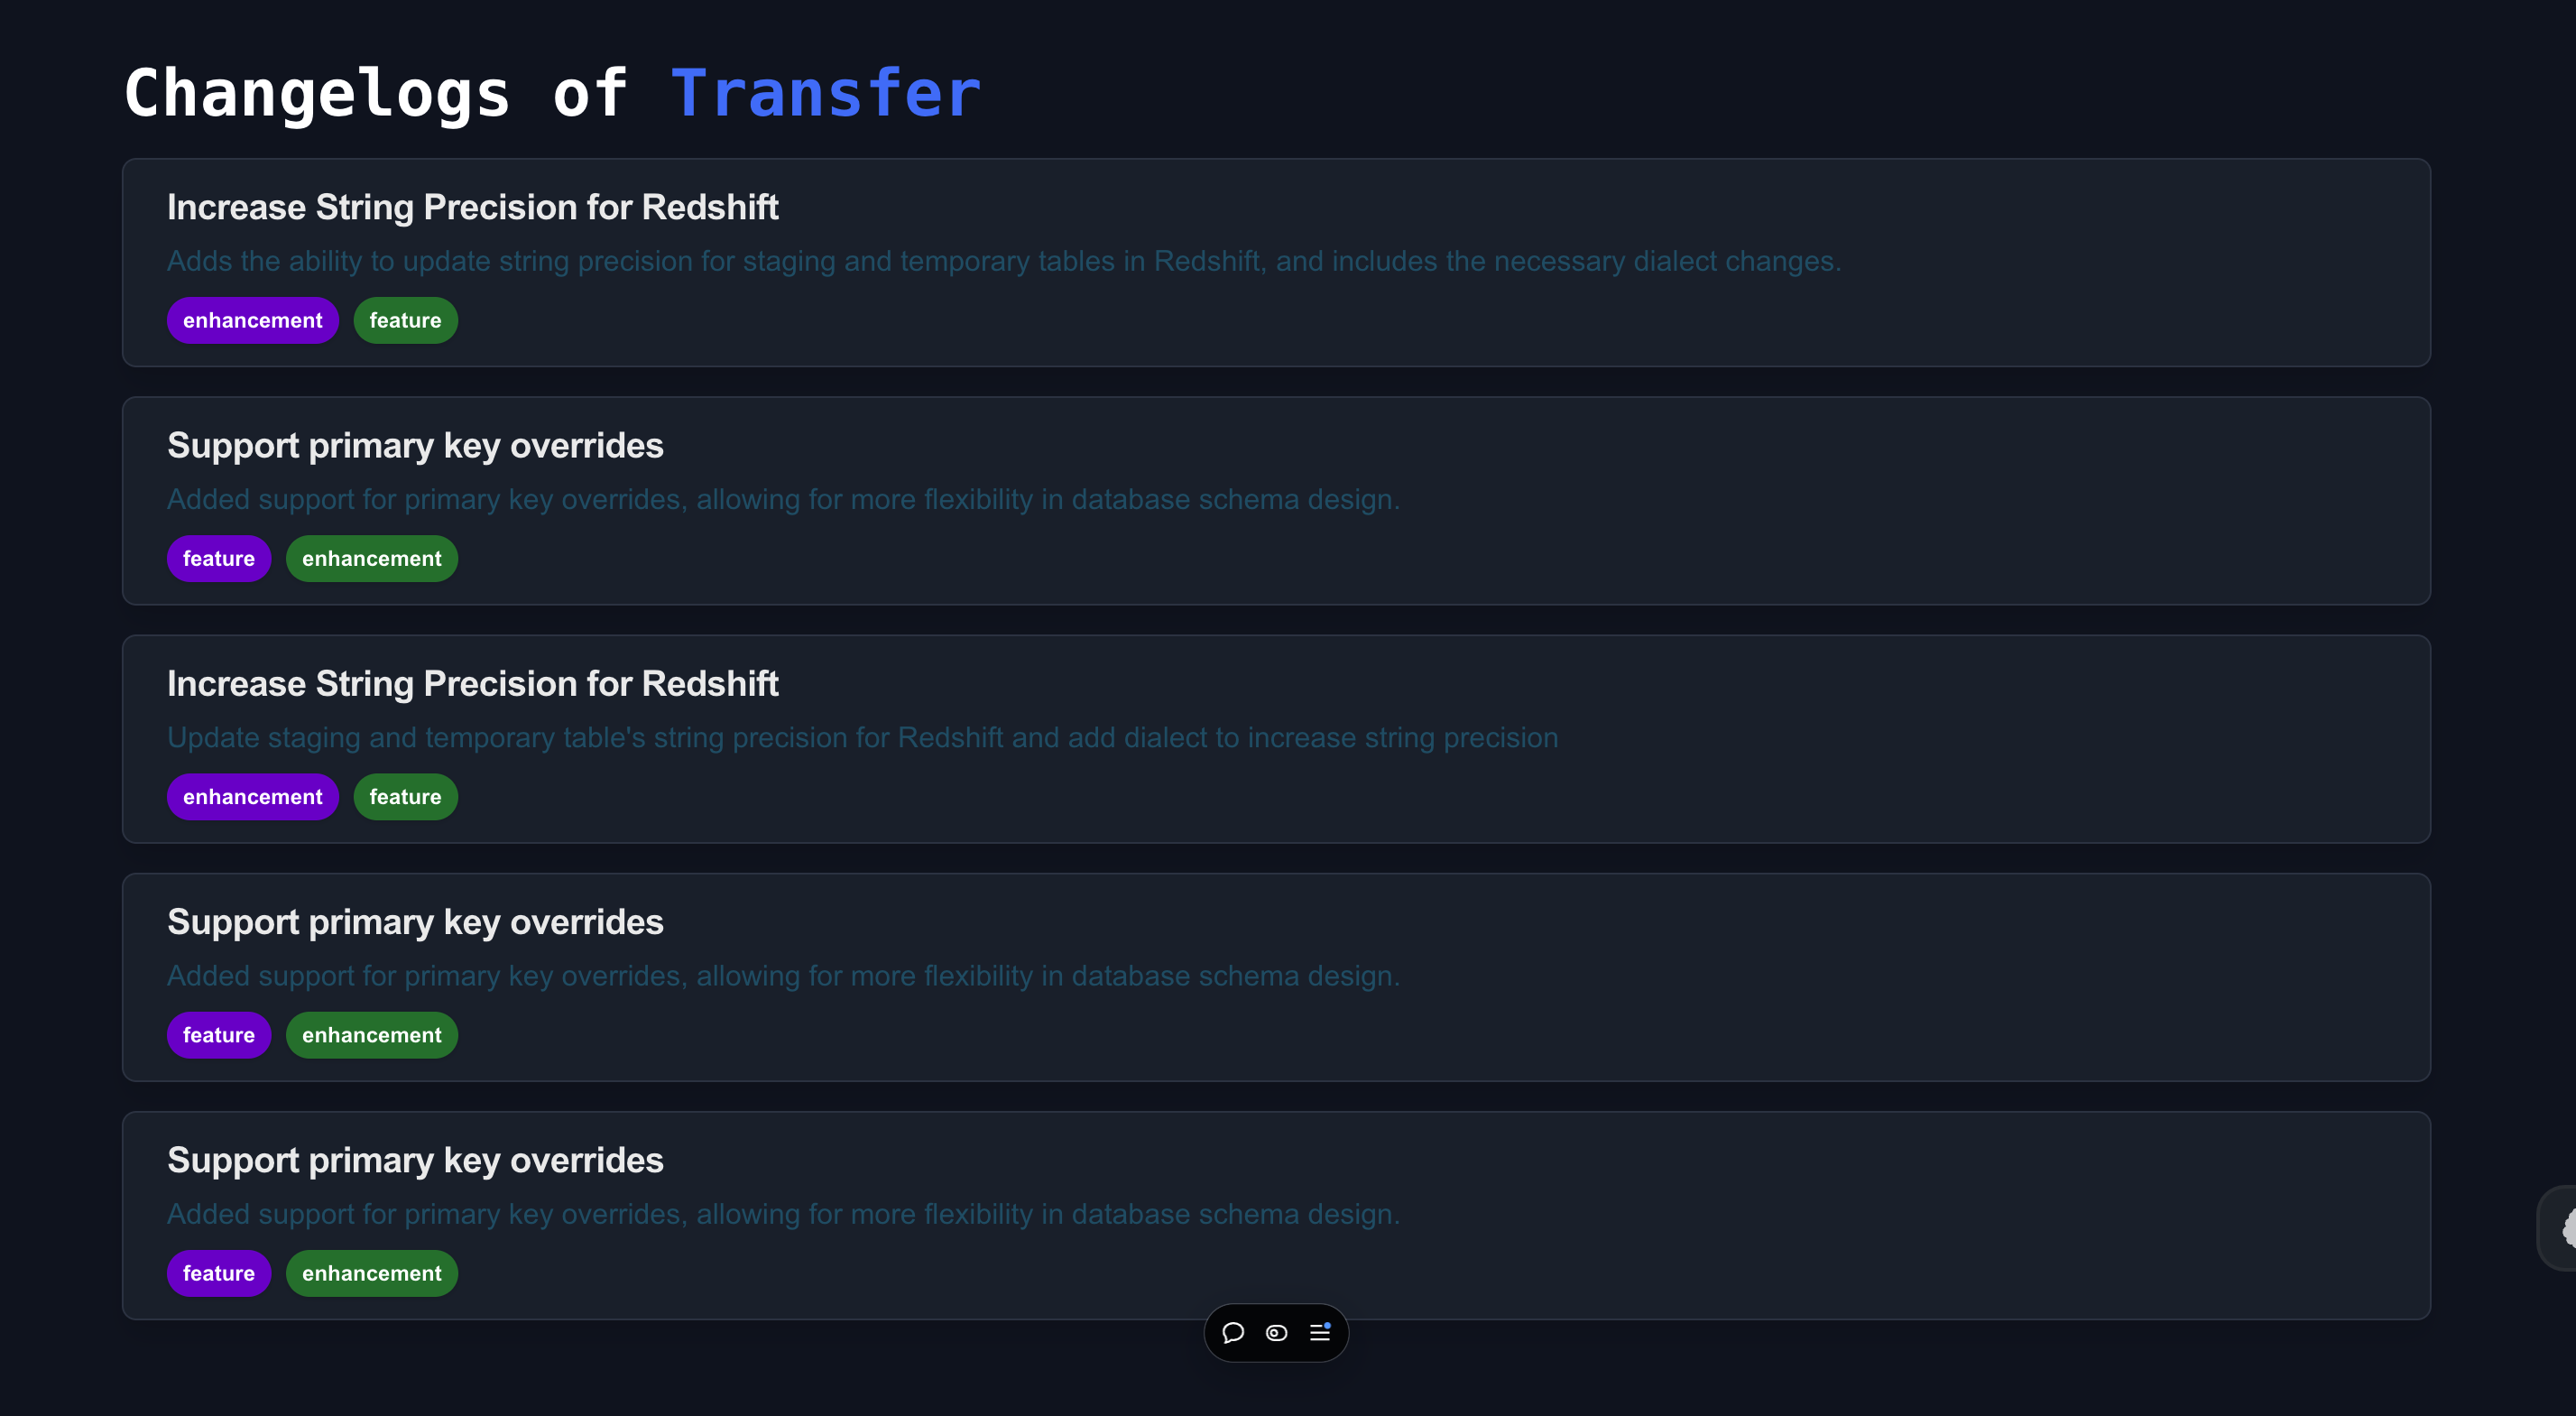 Changelogs of Transfer
Increase String Precision for Redshift
Adds the ability to update string precision for staging and temporary tables in Redshift, and includes the necessary dialect changes.
enhancement feature
Support primary key overrides
Added support for primary key overrides, allowing for more flexibility in database schema design.
feature enhancement
Increase String Precision for Redshift
Update staging and temporary table's string precision for Redshift and add dialect to increase string precision
enhancement feature
Support primary key overrides
Added support for primary key overrides, allowing for more flexibility in database schema design.
feature enhancement
Support primary key overrides
Added support for primary key overrides, allowing for more flexibility in database schema design.
feature enhancement